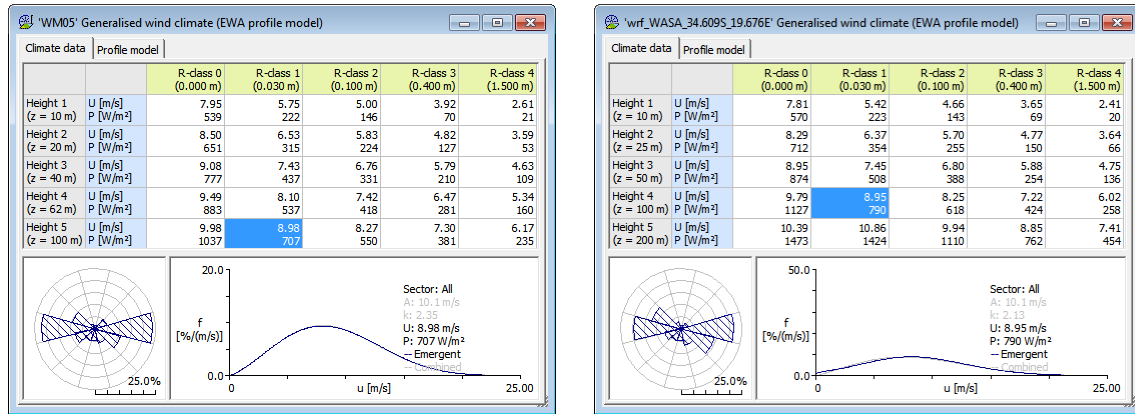 'WM05' Generalised wind climate (EWA profile model)
Climate data Profile model
R-class 0 R-class 1 R-class 2 R-class 3 R-class 4
(0.000 m) (0.030 m) (0.100 m) (0.400 m) (1.500 m)
Height 1 U [m/s] 7.95 5.75 5.00 3.92 2.61
(z = 10 m) P [W/m²] 539 222 146 70 21
Height 2 U [m/s] 8.50 6.53 5.83 4.82 3.59
(z = 20 m) P [W/m²] 651 315 224 127 53
Height 3 U [m/s] 9.08 7.43 6.76 5.79 4.63
(z = 40 m) P [W/m²] 777 437 331 210 109
Height 4 U [m/s] 9.49 8.10 7.42 6.47 5.34
(z = 62 m) P [W/m²] 883 537 418 281 160
Height 5 U [m/s] 9.98 8.98 8.27 7.30 6.17
(z = 100 m) P [W/m²] 1037 707 550 381 235
25.0%
20.0
f
[%/(m/s)]
0.0
0
u [m/s]
25.00
Sector: All
A: 10.1 m/s
k: 2.35
U: 8.98 m/s
P: 707 W/m²
— Emergent
-- Combined
'wrf_WASA_34.609S_19.676E' Generalised wind climate (EWA profile model)
Climate data Profile model
R-class 0 R-class 1 R-class 2 R-class 3 R-class 4
(0.000 m) (0.030 m) (0.100 m) (0.400 m) (1.500 m)
Height 1 U [m/s] 7.81 5.42 4.66 3.65 2.41
(z = 10 m) P [W/m²] 570 223 143 69 20
Height 2 U [m/s] 8.29 6.37 5.70 4.77 3.64
(z = 25 m) P [W/m²] 712 354 255 150 66
Height 3 U [m/s] 8.95 7.45 6.80 5.88 4.75
(z = 50 m) P [W/m²] 874 508 388 254 136
Height 4 U [m/s] 9.79 8.95 8.25 7.22 6.02
(z = 100 m) P [W/m²] 1127 790 618 424 258
Height 5 U [m/s] 10.39 10.86 9.94 8.85 7.41
(z = 200 m) P [W/m²] 1473 1424 1110 762 454
25.0%
50.0
f
[%/(m/s)]
0.0
0
u [m/s]
25.00
Sector: All
A: 10.1 m/s
k: 2.13
U: 8.95 m/s
P: 790 W/m²
— Emergent
-- Combined